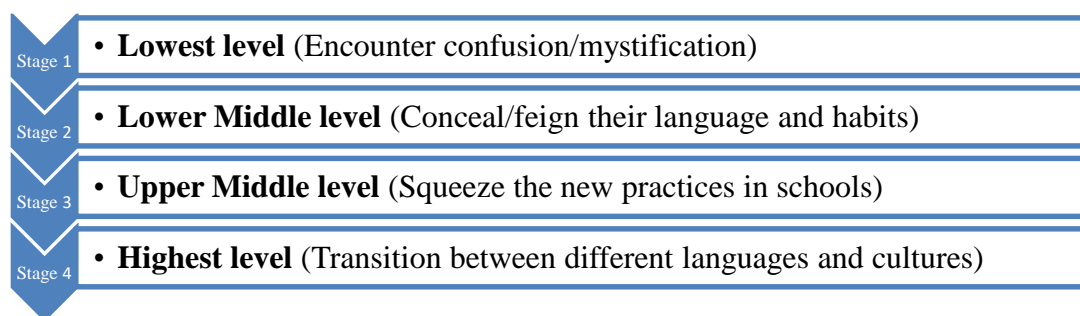 Stage 1
• Lowest level (Encounter confusion/mystification)
Stage 2
• Lower Middle level (Conceal/feign their language and habits)
Stage 3
• Upper Middle level (Squeeze the new practices in schools)
Stage 4
• Highest level (Transition between different languages and cultures)